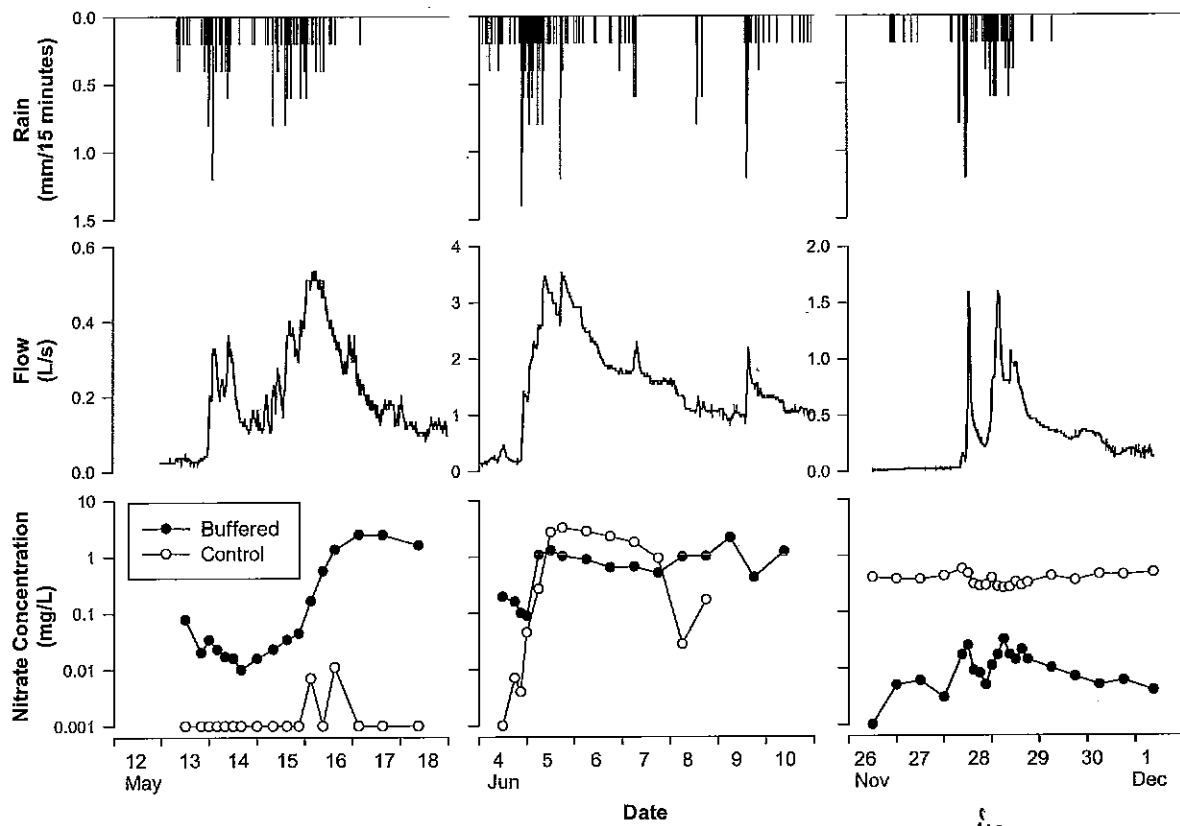 Rain
(mm/15 minutes)
0.0
0.5
1.0
1.5
Flow
(L/s)
0.6
0.4
0.2
0.0
4
3
2
1
0
2.0
1.5
1.0
0.5
0.0
Nitrate Concentration
(mg/L)
10
1
0.1
0.01
0.001
Buffered
Control
12 13 14 15 16 17 18
May
4 5 6 7 8 9 10
Jun
26 27 28 29 30 1
Nov Dec
Date